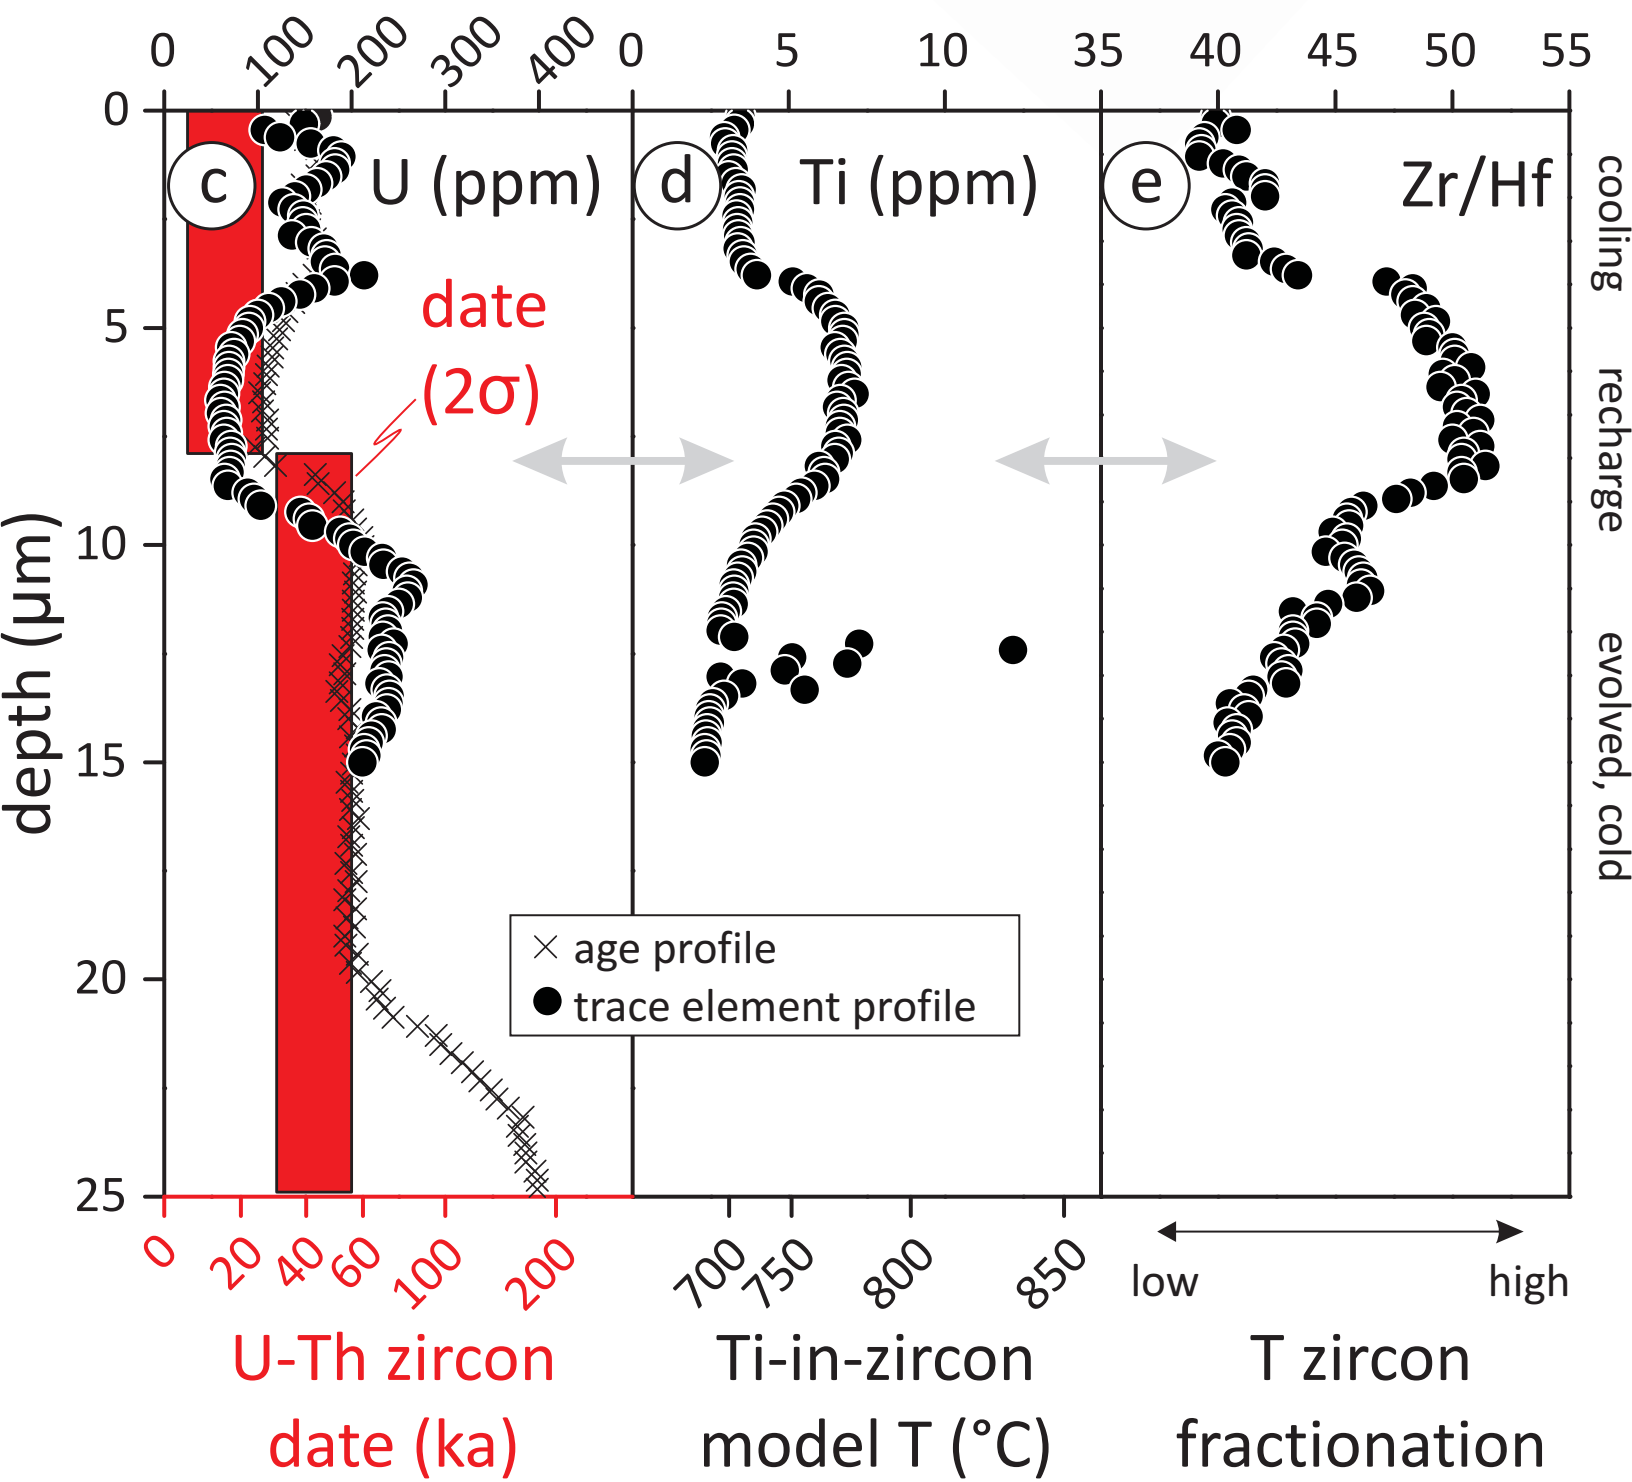 0 100 200 300 400 0 5 10 35 40 45 50 55
0
5
10
15
20
25
depth (µm)
c U (ppm)
d Ti (ppm)
e Zr/Hf
date
(2σ)
cooling
recharge
evolved, cold
age profile
trace element profile
0 20 40 60 100 200
700 750 800 850
low high
U-Th zircon
date (ka)
Ti-in-zircon
model T (°C)
T zircon
fractionation